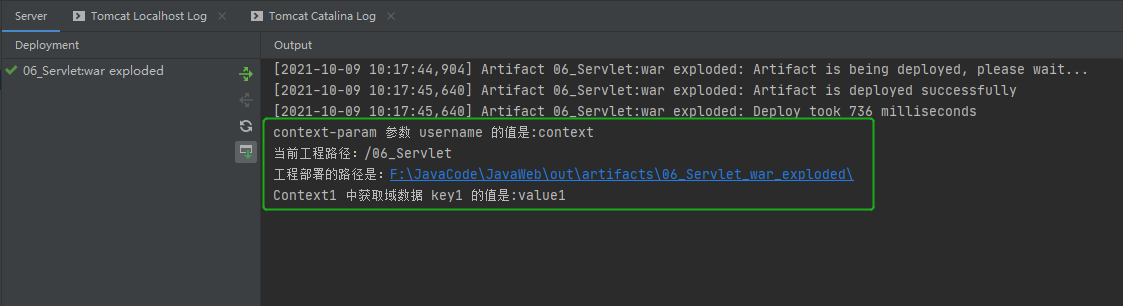 Server Tomcat Localhost Log Tomcat Catalina Log
Deployment
06_Servlet:war exploded
Output
[2021-10-09 10:17:44,904] Artifact 06_Servlet:war exploded: Artifact is being deployed, please wait...
[2021-10-09 10:17:45,640] Artifact 06_Servlet:war exploded: Artifact is deployed successfully
[2021-10-09 10:17:45,640] Artifact 06_Servlet:war exploded: Deploy took 736 milliseconds
context-param 参数 username 的值是:context
当前工程路径：/06_Servlet
工程部署的路径是：F:\JavaCode\JavaWeb\out\artifacts\06_Servlet_war_exploded\
Context1 中获取域数据 key1 的值是:value1